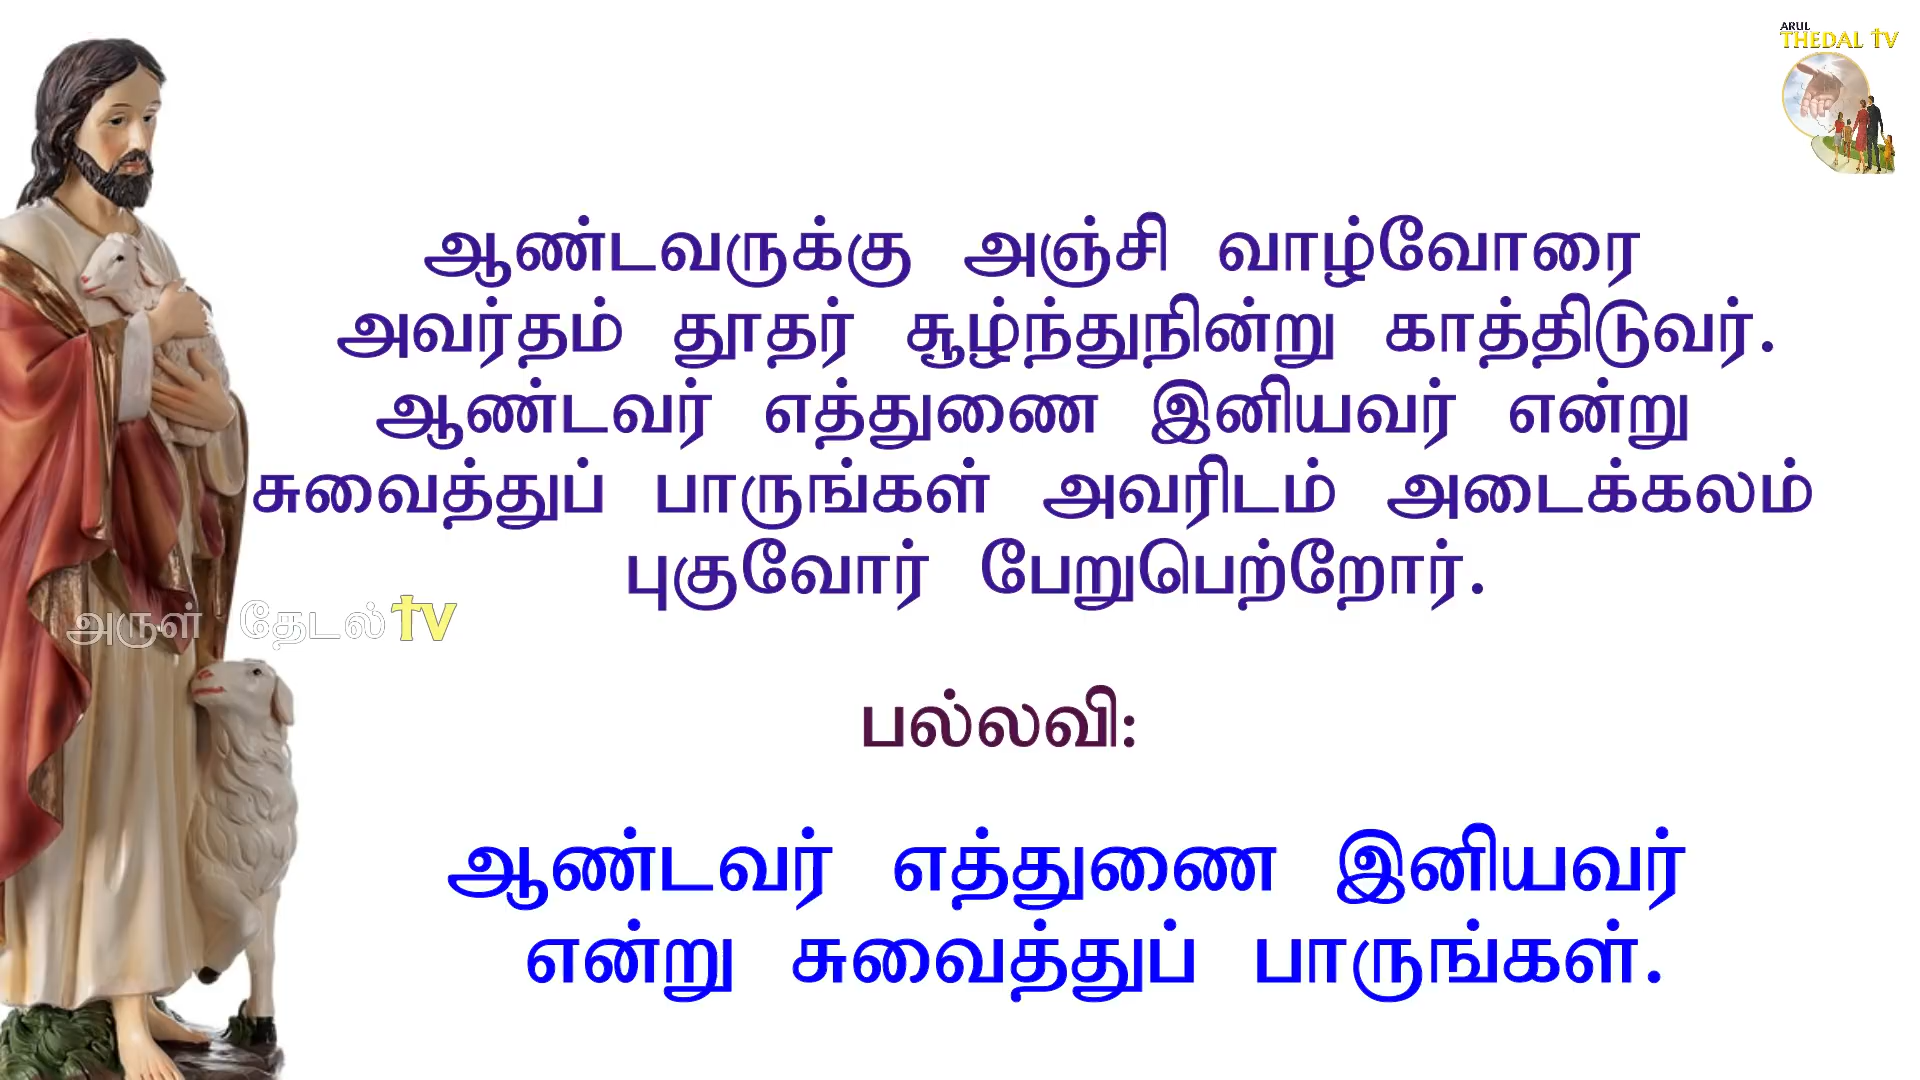 ARUL
THEDAL TV
ஆண்டவருக்கு அஞ்சி வாழ்வோரை
அவர்தம் தூதர் சூழ்ந்துநின்று காத்திடுவர்.
ஆண்டவர் எத்துணை இனியவர் என்று
சுவைத்துப் பாருங்கள் அவரிடம் அடைக்கலம்
புகுவோர் பேறுபெற்றோர்.
அருள் தேடல் TV
பல்லவி:
ஆண்டவர் எத்துணை இனியவர்
என்று சுவைத்துப் பாருங்கள்.